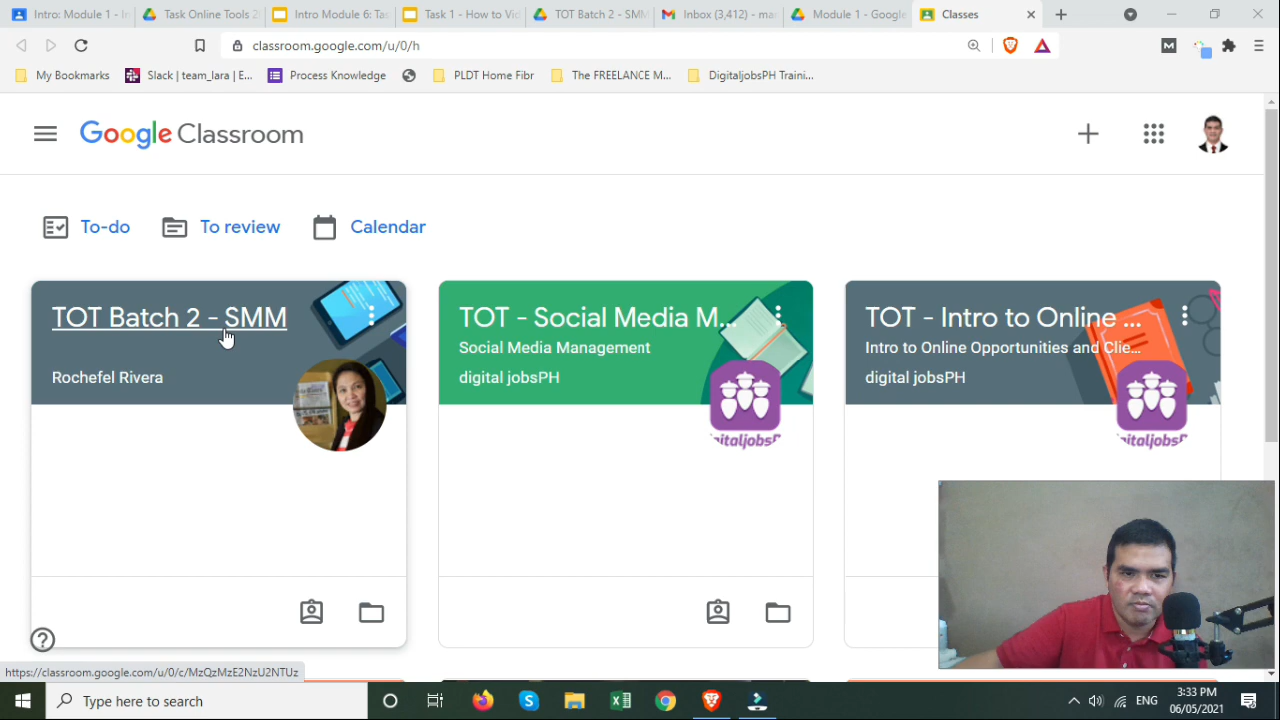 Intro: Module 1 - I
Task Online Tools 2
Intro Module 6: Tas
Task 1 - How to Vid
TOT Batch 2 - SMM
Inbox (3,412) - ma
Module 1 - Google
Classes
classroom.google.com/u/0/h
My Bookmarks
Slack | team_lara | E...
Process Knowledge
PLDT Home Fibr
The FREELANCE M...
DigitaljobsPH Traini...
Google Classroom
To-do
To review
Calendar
TOT Batch 2 - SMM
Rochefel Rivera
TOT - Social Media M...
Social Media Management
digital jobsPH
TOT - Intro to Online ...
Intro to Online Opportunities and Clie...
digital jobsPH
https://classroom.google.com/u/0/c/MzQzMzE2NzU2NTUz
Type here to search
ENG
3:33 PM
06/05/2021